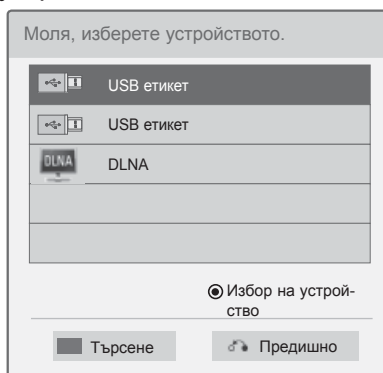 Моля, изберете устройството.
USB етикет
USB етикет
DLNA
DLNA
Избор на устрой-
ство
Търсене
Предишно